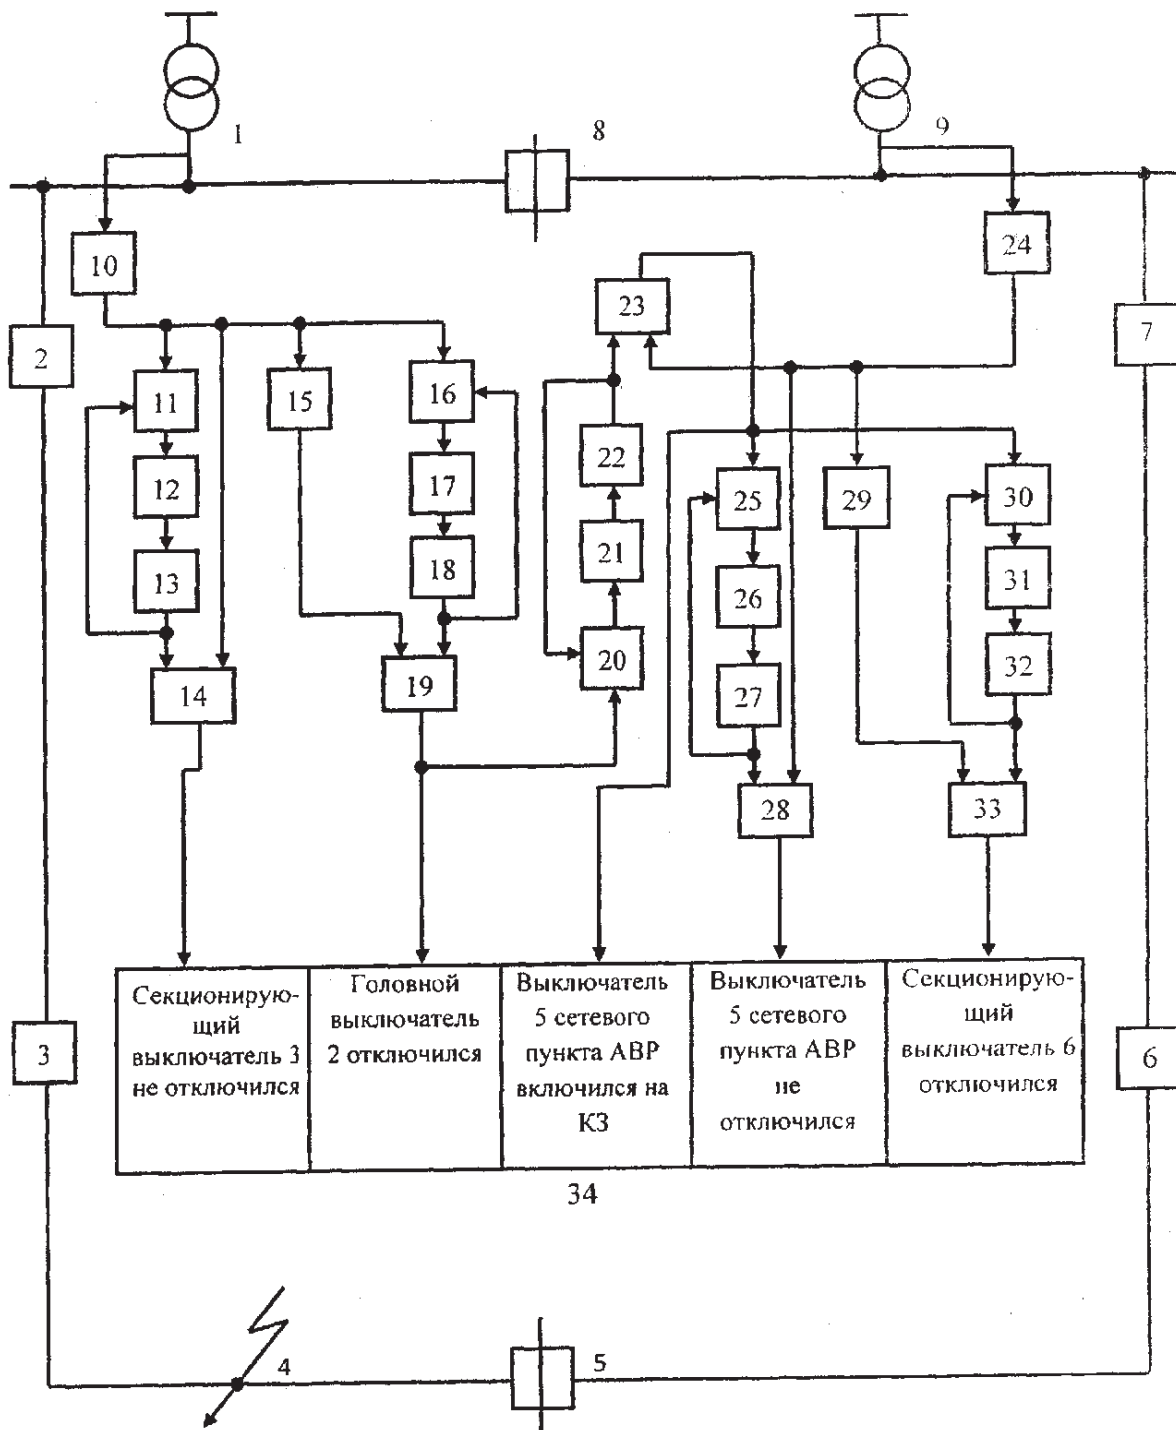 1
8
9
10
24
23
2
7
11
15
16
12
22
17
25
29
30
13
21
18
31
26
20
32
14
19
27
28
33
Секционирую-
щий
выключатель 3
не отключился
Головной
выключатель
2 отключился
Выключатель
5 сетевого
пункта АВР
включился на
КЗ
Выключатель
5 сетевого
пункта АВР
не
отключился
Секционирую-
щий
выключатель 6
отключился
3
6
34
4
5